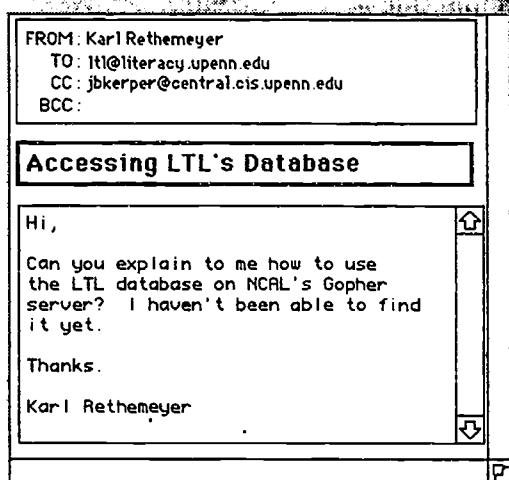 FROM: Karl Rethemeyer
TO: ltl@literacy.upenn.edu
CC: jbkerper@central.cis.upenn.edu
BCC:
Accessing LTL's Database
Hi,
Can you explain to me how to use
the LTL database on NCAL's Gopher
server? I haven't been able to find
it yet.
Thanks.
Karl Rethemeyer